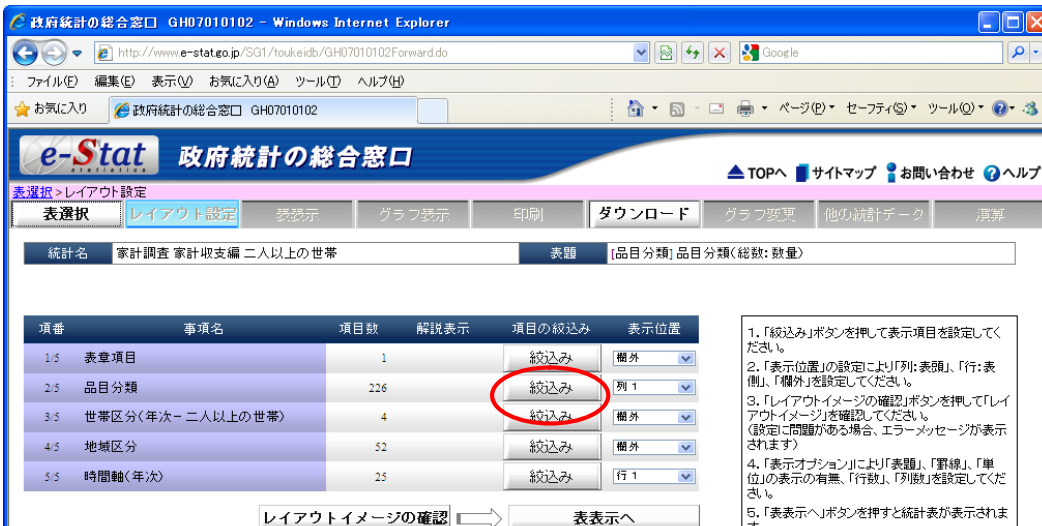 政府統計の総合窓口 GH07010102 - Windows Internet Explorer
http://www.e-stat.go.jp/SG1/toukeidb/GH07010102Forward.do
Google
ファイル(F) 編集(E) 表示(V) お気に入り(A) ツール(T) ヘルプ(H)
お気に入り 政府統計の総合窓口 GH07010102
ページ(P) セーフティ(S) ツール(O)
e-Stat 政府統計の総合窓口
TOPへ サイトマップ お問い合わせ ヘルプ
表選択>レイアウト設定
表選択 レイアウト設定 表表示 グラフ表示 印刷 ダウンロード グラフ変更 他の統計データ 演算
統計名 家計調査 家計収支編 二人以上の世帯 表題 [品目分類] 品目分類(総数:数量)
項番 事項名 項目数 解説表示 項目の絞込み 表示位置
1/5 表章項目 1 絞込み 欄外
2/5 品目分類 226 絞込み 列 1
3/5 世帯区分(年次-二人以上の世帯) 4 絞込み 欄外
4/5 地域区分 52 絞込み 欄外
5/5 時間軸(年次) 25 絞込み 行 1
レイアウトイメージの確認 表表示へ
1.「絞込み」ボタンを押して表示項目を設定してく
ださい。
2.「表示位置」の設定により「列:表頭」、「行:表
側」、「欄外」を設定してください。
3.「レイアウトイメージの確認」ボタンを押して「レイ
アウトイメージ」を確認してください。
(設定に問題がある場合、エラーメッセージが表示
されます)
4.「表示オプション」により「表題」、「罫線」、「単
位」の表示の有無、「行数」、「列数」を設定してくだ
さい。
5.「表表示へ」ボタンを押すと統計表が表示されま
す。